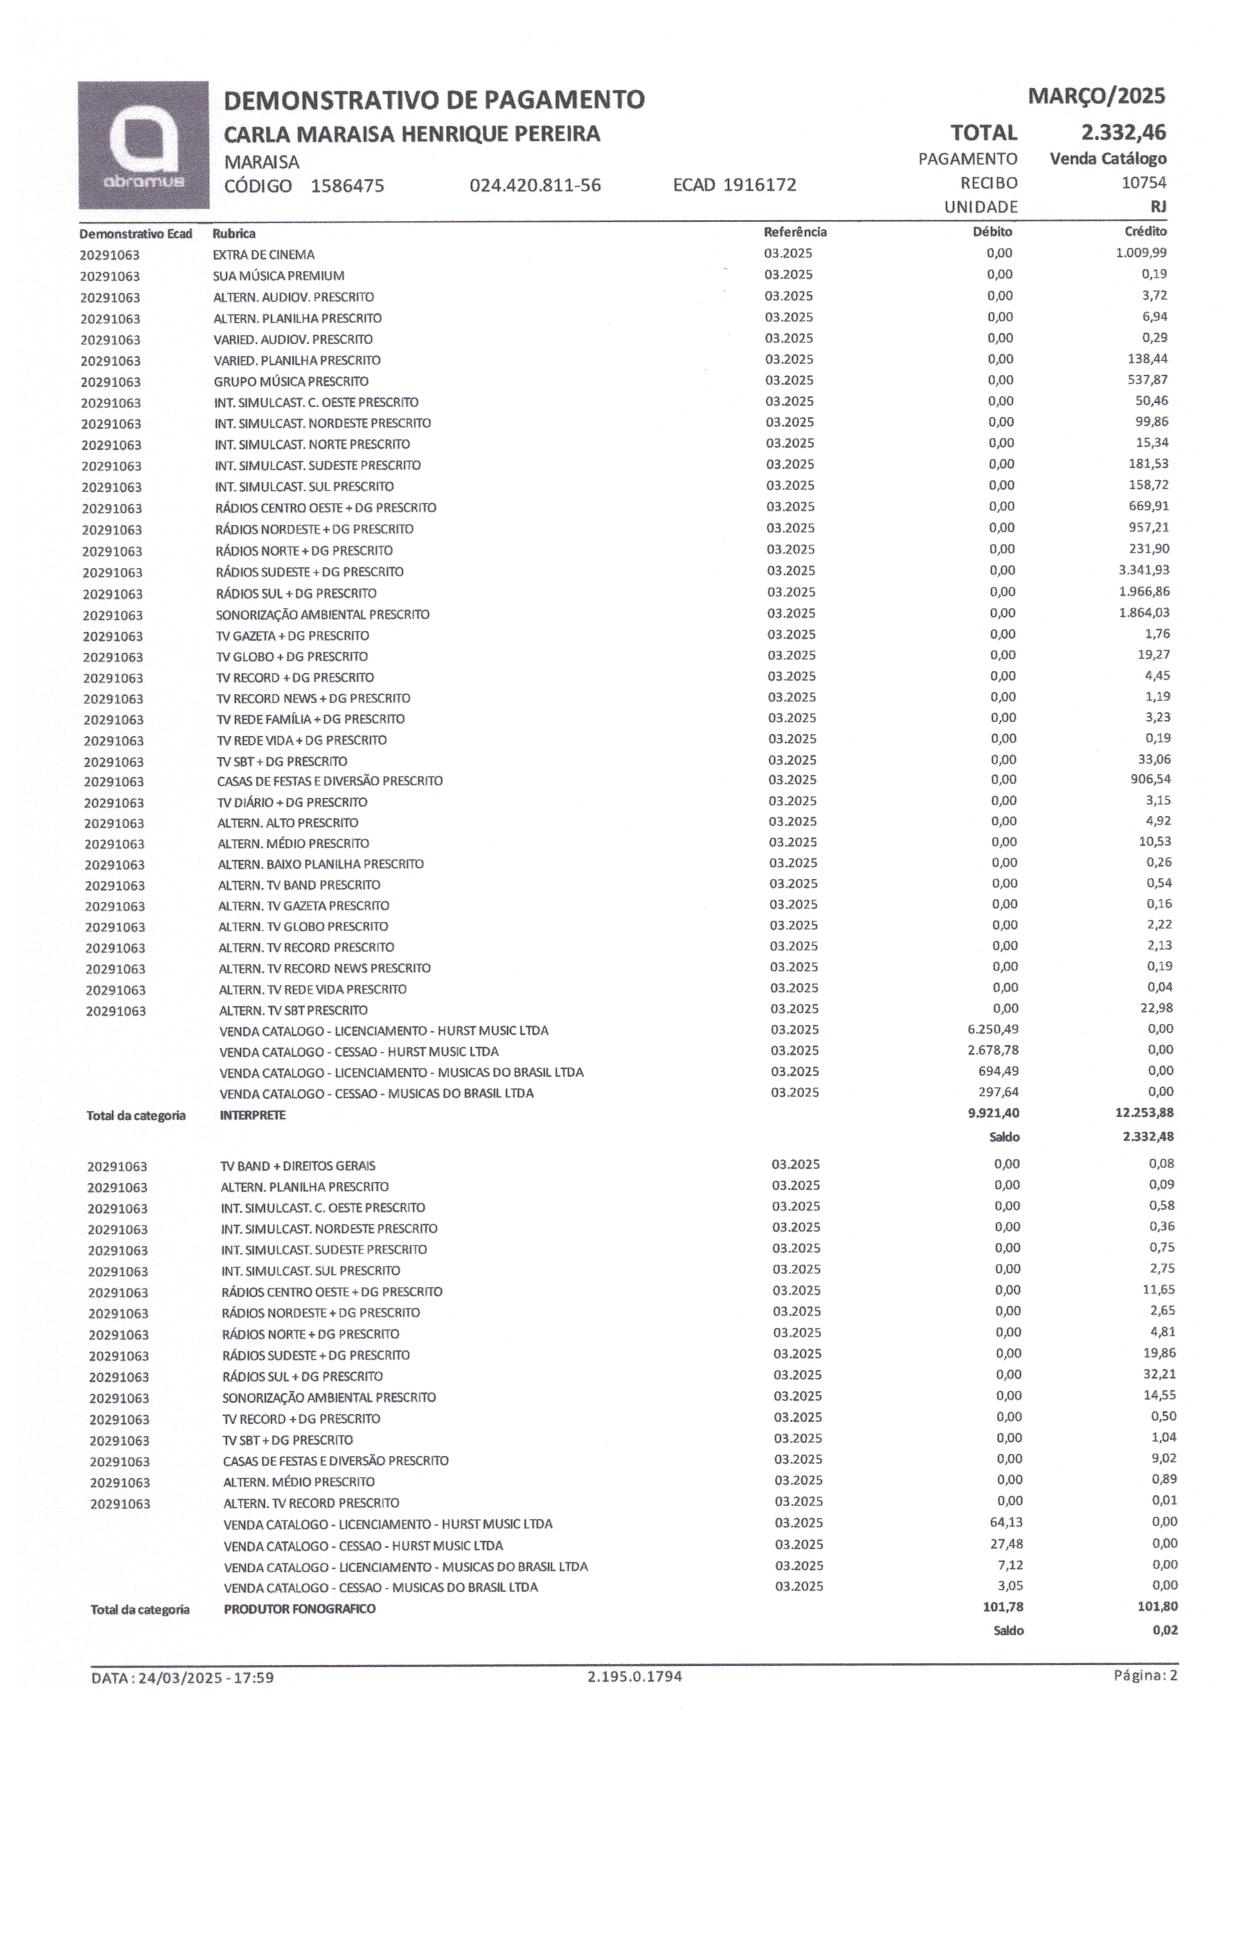 abramus
DEMONSTRATIVO DE PAGAMENTO MARÇO/2025
CARLA MARAISA HENRIQUE PEREIRA TOTAL 2.332,46
MARAISA PAGAMENTO Venda Catálogo
CÓDIGO 1586475 024.420.811-56 ECAD 1916172 RECIBO 10754
UNIDADE RJ
Demonstrativo Ecad Rubrica Referência Débito Crédito
20291063 EXTRA DE CINEMA 03.2025 0,00 1.009,99
20291063 SUA MÚSICA PREMIUM 03.2025 0,00 0,19
20291063 ALTERN. AUDIOV. PRESCRITO 03.2025 0,00 3,72
20291063 ALTERN. PLANILHA PRESCRITO 03.2025 0,00 6,94
20291063 VARIED. AUDIOV. PRESCRITO 03.2025 0,00 0,29
20291063 VARIED. PLANILHA PRESCRITO 03.2025 0,00 138,44
20291063 GRUPO MÚSICA PRESCRITO 03.2025 0,00 537,87
20291063 INT. SIMULCAST. C. OESTE PRESCRITO 03.2025 0,00 50,46
20291063 INT. SIMULCAST. NORDESTE PRESCRITO 03.2025 0,00 99,86
20291063 INT. SIMULCAST. NORTE PRESCRITO 03.2025 0,00 15,34
20291063 INT. SIMULCAST. SUDESTE PRESCRITO 03.2025 0,00 181,53
20291063 INT. SIMULCAST. SUL PRESCRITO 03.2025 0,00 158,72
20291063 RÁDIOS CENTRO OESTE + DG PRESCRITO 03.2025 0,00 669,91
20291063 RÁDIOS NORDESTE + DG PRESCRITO 03.2025 0,00 957,21
20291063 RÁDIOS NORTE + DG PRESCRITO 03.2025 0,00 231,90
20291063 RÁDIOS SUDESTE + DG PRESCRITO 03.2025 0,00 3.341,93
20291063 RÁDIOS SUL + DG PRESCRITO 03.2025 0,00 1.966,86
20291063 SONORIZAÇÃO AMBIENTAL PRESCRITO 03.2025 0,00 1.864,03
20291063 TV GAZETA + DG PRESCRITO 03.2025 0,00 1,76
20291063 TV GLOBO + DG PRESCRITO 03.2025 0,00 19,27
20291063 TV RECORD + DG PRESCRITO 03.2025 0,00 4,45
20291063 TV RECORD NEWS + DG PRESCRITO 03.2025 0,00 1,19
20291063 TV REDE FAMÍLIA + DG PRESCRITO 03.2025 0,00 3,23
20291063 TV REDE VIDA + DG PRESCRITO 03.2025 0,00 0,19
20291063 TV SBT + DG PRESCRITO 03.2025 0,00 33,06
20291063 CASAS DE FESTAS E DIVERSÃO PRESCRITO 03.2025 0,00 906,54
20291063 TV DIÁRIO + DG PRESCRITO 03.2025 0,00 3,15
20291063 ALTERN. ALTO PRESCRITO 03.2025 0,00 4,92
20291063 ALTERN. MÉDIO PRESCRITO 03.2025 0,00 10,53
20291063 ALTERN. BAIXO PLANILHA PRESCRITO 03.2025 0,00 0,26
20291063 ALTERN. TV BAND PRESCRITO 03.2025 0,00 0,54
20291063 ALTERN. TV GAZETA PRESCRITO 03.2025 0,00 0,16
20291063 ALTERN. TV GLOBO PRESCRITO 03.2025 0,00 2,22
20291063 ALTERN. TV RECORD PRESCRITO 03.2025 0,00 2,13
20291063 ALTERN. TV RECORD NEWS PRESCRITO 03.2025 0,00 0,19
20291063 ALTERN. TV REDE VIDA PRESCRITO 03.2025 0,00 0,04
20291063 ALTERN. TV SBT PRESCRITO 03.2025 0,00 22,98
VENDA CATALOGO - LICENCIAMENTO - HURST MUSIC LTDA 03.2025 6.250,49 0,00
VENDA CATALOGO - CESSAO - HURST MUSIC LTDA 03.2025 2.678,78 0,00
VENDA CATALOGO - LICENCIAMENTO - MUSICAS DO BRASIL LTDA 03.2025 694,49 0,00
VENDA CATALOGO - CESSAO - MUSICAS DO BRASIL LTDA 03.2025 297,64 0,00
Total da categoria INTERPRETE 9.921,40 12.253,88
Saldo 2.332,48
20291063 TV BAND + DIREITOS GERAIS 03.2025 0,00 0,08
20291063 ALTERN. PLANILHA PRESCRITO 03.2025 0,00 0,09
20291063 INT. SIMULCAST. C. OESTE PRESCRITO 03.2025 0,00 0,58
20291063 INT. SIMULCAST. NORDESTE PRESCRITO 03.2025 0,00 0,36
20291063 INT. SIMULCAST. SUDESTE PRESCRITO 03.2025 0,00 0,75
20291063 INT. SIMULCAST. SUL PRESCRITO 03.2025 0,00 2,75
20291063 RÁDIOS CENTRO OESTE + DG PRESCRITO 03.2025 0,00 11,65
20291063 RÁDIOS NORDESTE + DG PRESCRITO 03.2025 0,00 2,65
20291063 RÁDIOS NORTE + DG PRESCRITO 03.2025 0,00 4,81
20291063 RÁDIOS SUDESTE + DG PRESCRITO 03.2025 0,00 19,86
20291063 RÁDIOS SUL + DG PRESCRITO 03.2025 0,00 32,21
20291063 SONORIZAÇÃO AMBIENTAL PRESCRITO 03.2025 0,00 14,55
20291063 TV RECORD + DG PRESCRITO 03.2025 0,00 0,50
20291063 TV SBT + DG PRESCRITO 03.2025 0,00 1,04
20291063 CASAS DE FESTAS E DIVERSÃO PRESCRITO 03.2025 0,00 9,02
20291063 ALTERN. MÉDIO PRESCRITO 03.2025 0,00 0,89
20291063 ALTERN. TV RECORD PRESCRITO 03.2025 0,00 0,01
VENDA CATALOGO - LICENCIAMENTO - HURST MUSIC LTDA 03.2025 64,13 0,00
VENDA CATALOGO - CESSAO - HURST MUSIC LTDA 03.2025 27,48 0,00
VENDA CATALOGO - LICENCIAMENTO - MUSICAS DO BRASIL LTDA 03.2025 7,12 0,00
VENDA CATALOGO - CESSAO - MUSICAS DO BRASIL LTDA 03.2025 3,05 0,00
Total da categoria PRODUTOR FONOGRAFICO 101,78 101,80
Saldo 0,02
DATA : 24/03/2025 - 17:59 2.195.0.1794 Página: 2